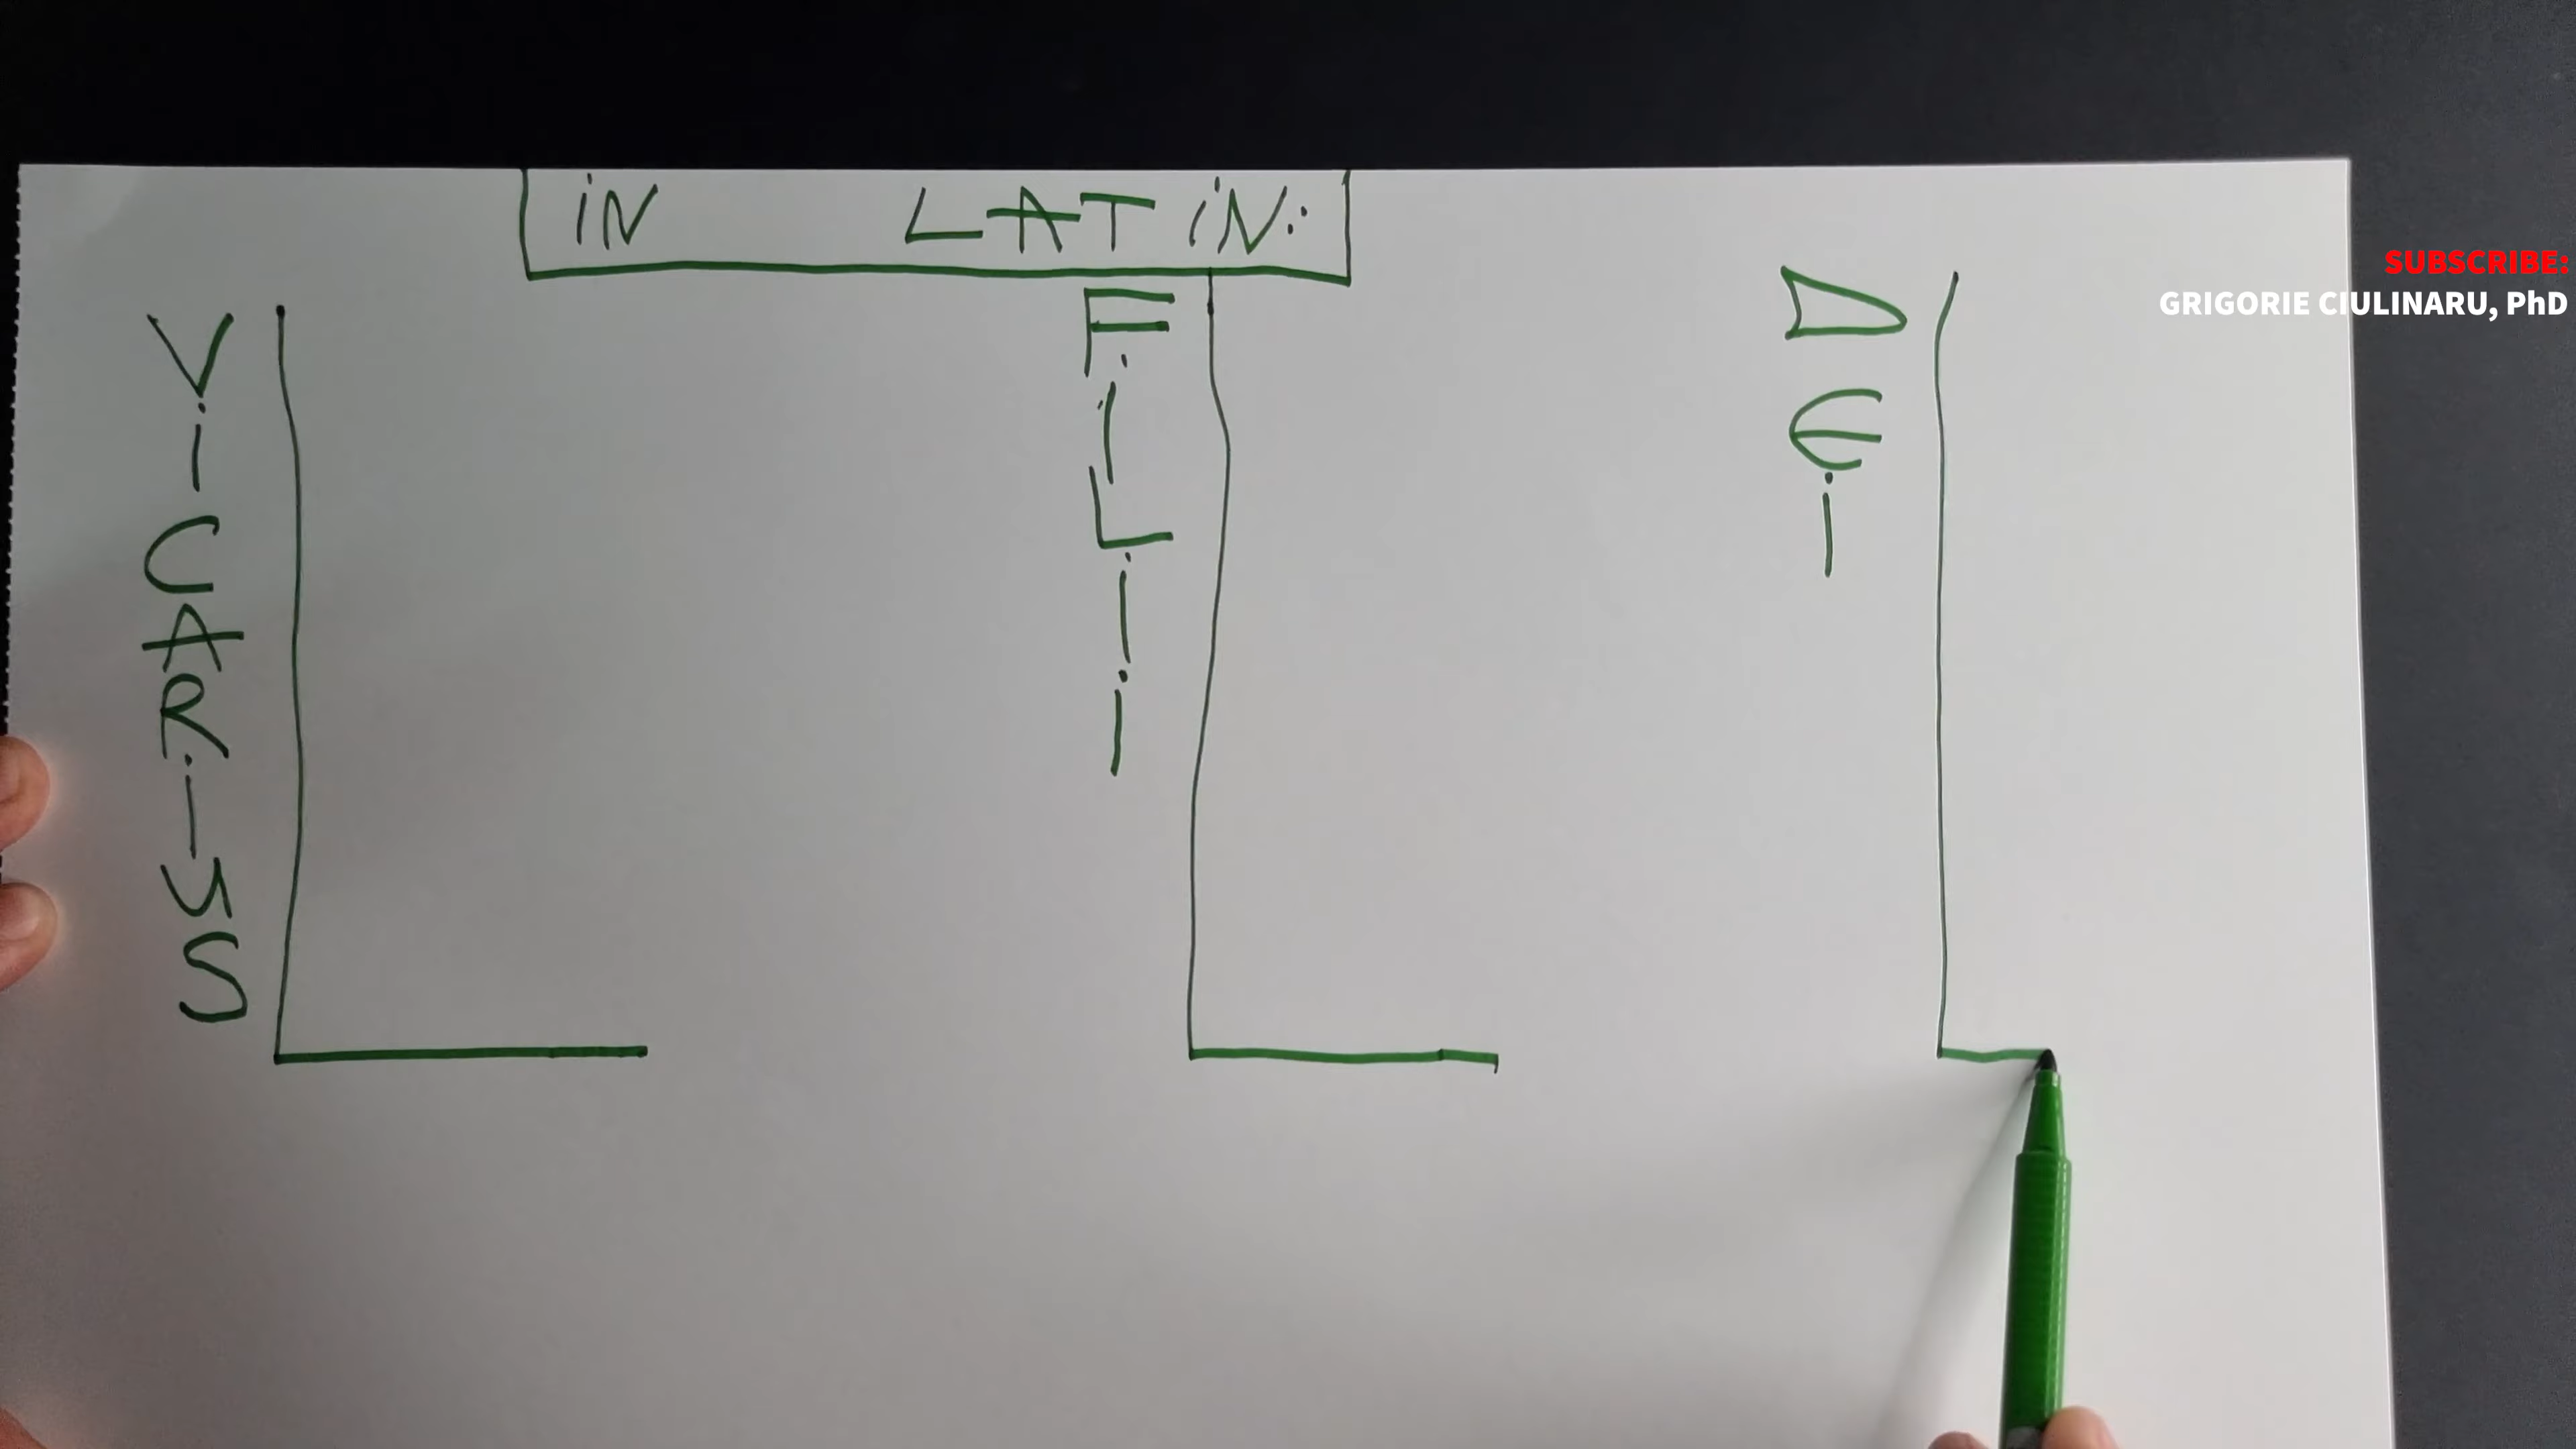 iN LATiN:
ViCARiUS
FiLii
DEi
SUBSCRIBE:
GRIGORIE CIULINARU, PhD